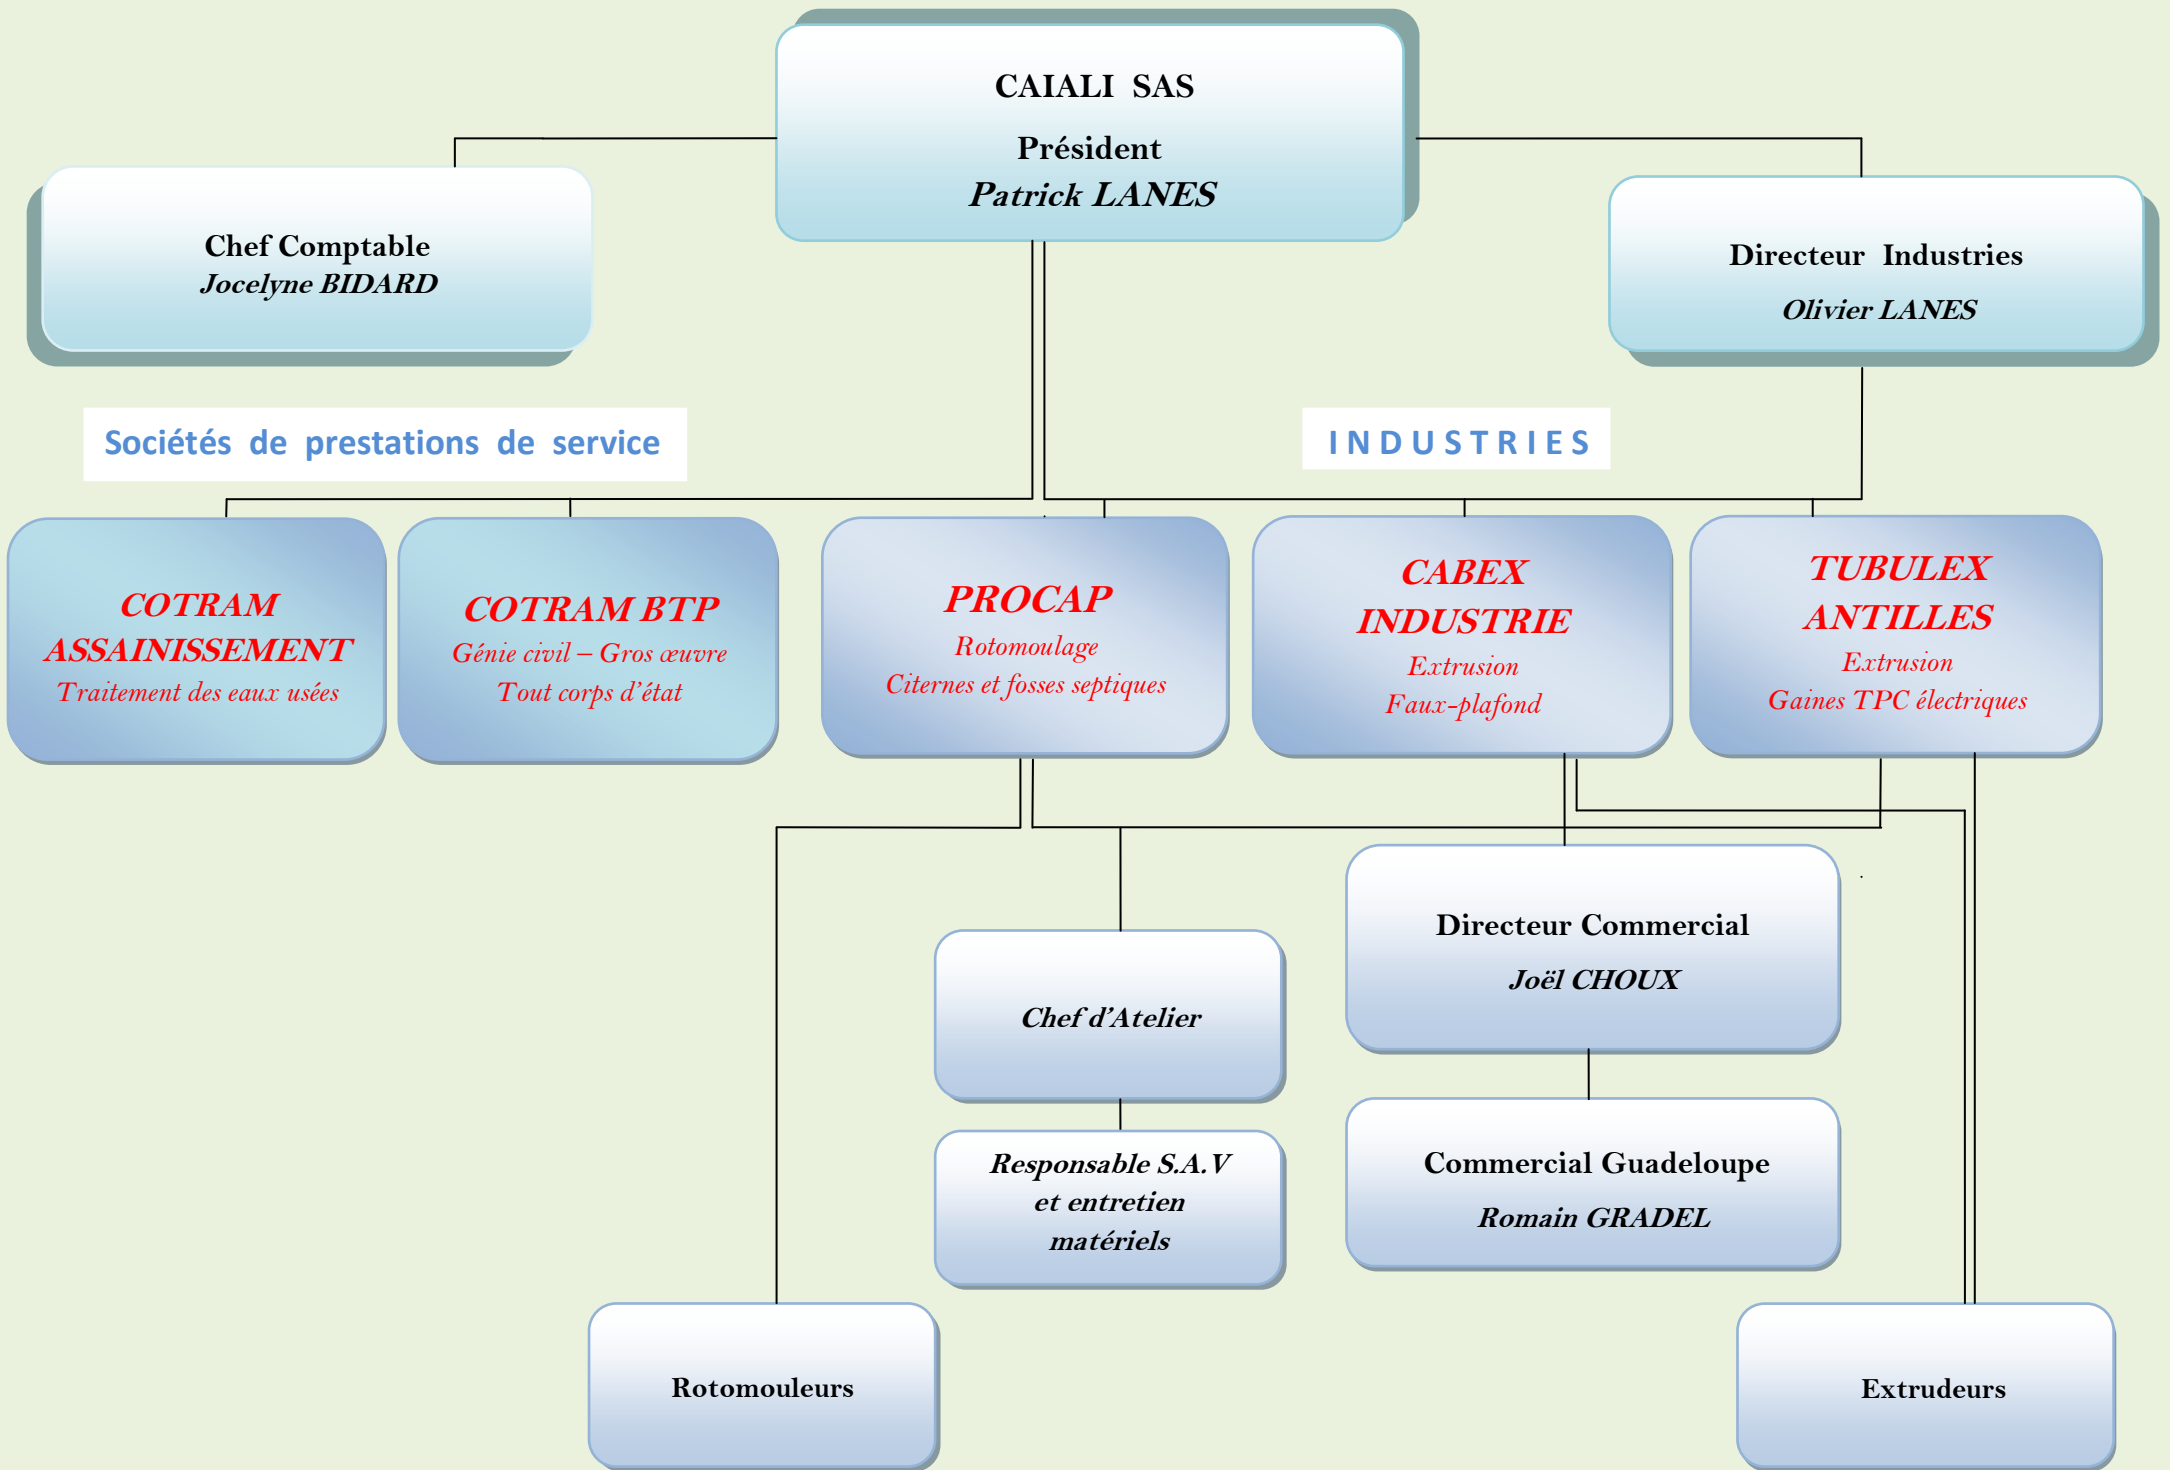 CAIALI SAS
Président
Patrick LANES
Chef Comptable
Jocelyne BIDARD
Directeur Industries
Olivier LANES
Sociétés de prestations de service
INDUSTRIES
COTRAM
ASSAINISSEMENT
Traitement des eaux usées
COTRAM BTP
Génie civil – Gros œuvre
Tout corps d’état
PROCAP
Rotomoulage
Citernes et fosses septiques
CABEX
INDUSTRIE
Extrusion
Faux-plafond
TUBULEX
ANTILLES
Extrusion
Gaines TPC électriques
Directeur Commercial
Joël CHOUX
Chef d’Atelier
Commercial Guadeloupe
Romain GRADEL
Responsable S.A.V
et entretien
matériels
Rotomouleurs
Extrudeurs